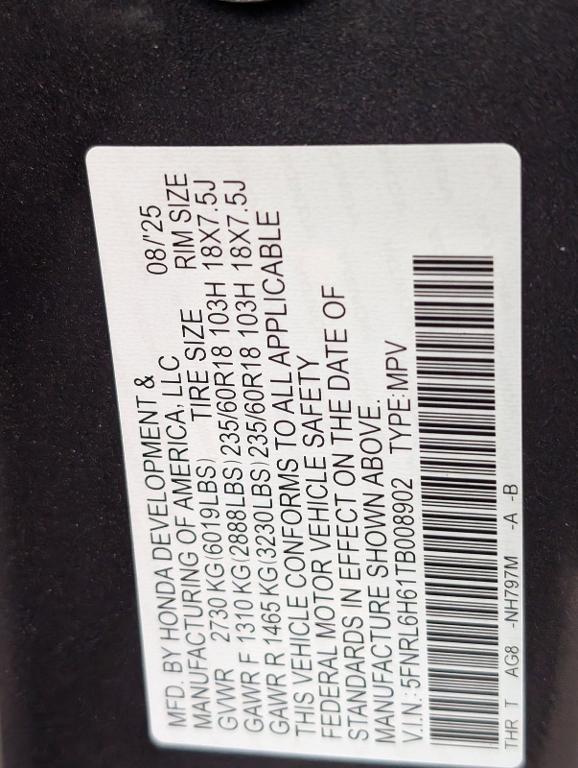 MFD. BY HONDA DEVELOPMENT & 08/'25
MANUFACTURING OF AMERICA, LLC
TIRE SIZE RIM SIZE
GVWR 2730 KG(6019LBS)
GAWR F 1310 KG(2888LBS)235/60R18 103H 18X7.5J
GAWR R 1465 KG(3230LBS)235/60R18 103H 18X7.5J
THIS VEHICLE CONFORMS TO ALL APPLICABLE
FEDERAL MOTOR VEHICLE SAFETY
STANDARDS IN EFFECT ON THE DATE OF
MANUFACTURE SHOWN ABOVE.
V.I.N.: 5FNRL6H61TB008902 TYPE:MPV
THR T AG8 -NH797M -A -B